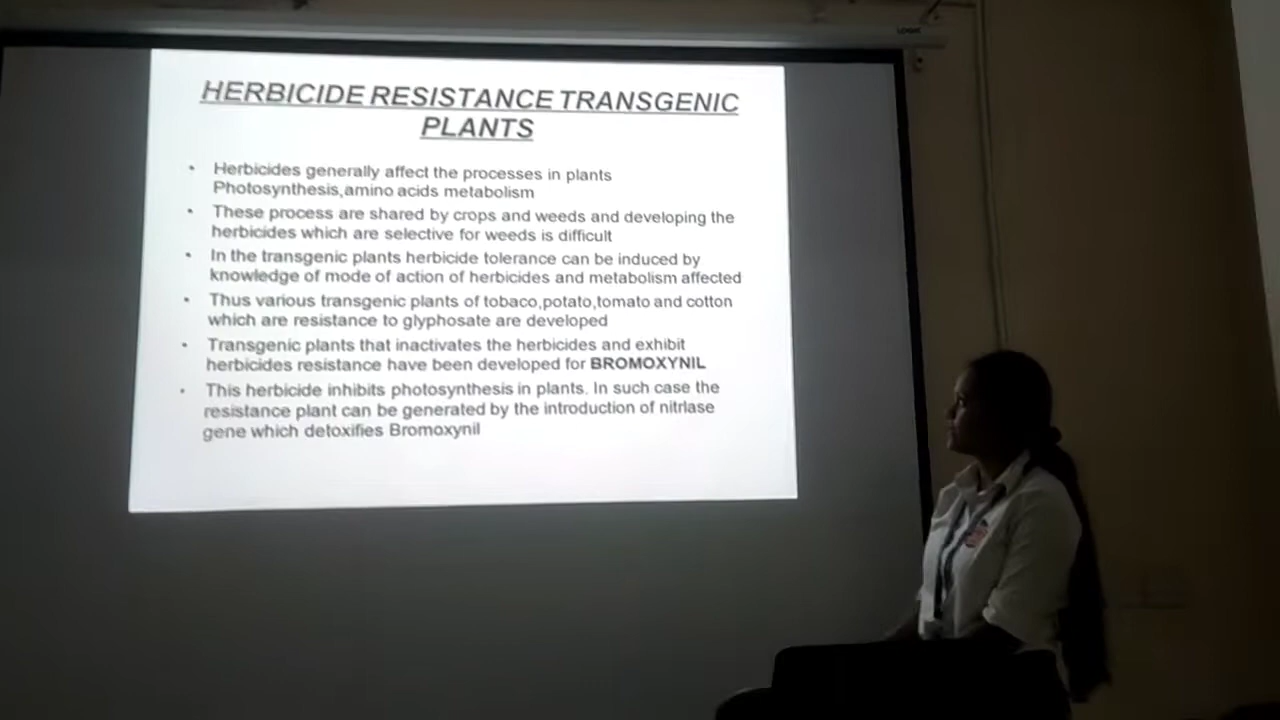 HERBICIDE RESISTANCE TRANSGENIC
PLANTS
• Herbicides generally affect the processes in plants
Photosynthesis,amino acids metabolism
• These process are shared by crops and weeds and developing the
herbicides which are selective for weeds is difficult
• In the transgenic plants herbicide tolerance can be induced by
knowledge of mode of action of herbicides and metabolism affected
• Thus various transgenic plants of tobaco,potato,tomato and cotton
which are resistance to glyphosate are developed
• Transgenic plants that inactivates the herbicides and exhibit
herbicides resistance have been developed for BROMOXYNIL
• This herbicide inhibits photosynthesis in plants. In such case the
resistance plant can be generated by the introduction of nitrlase
gene which detoxifies Bromoxynil